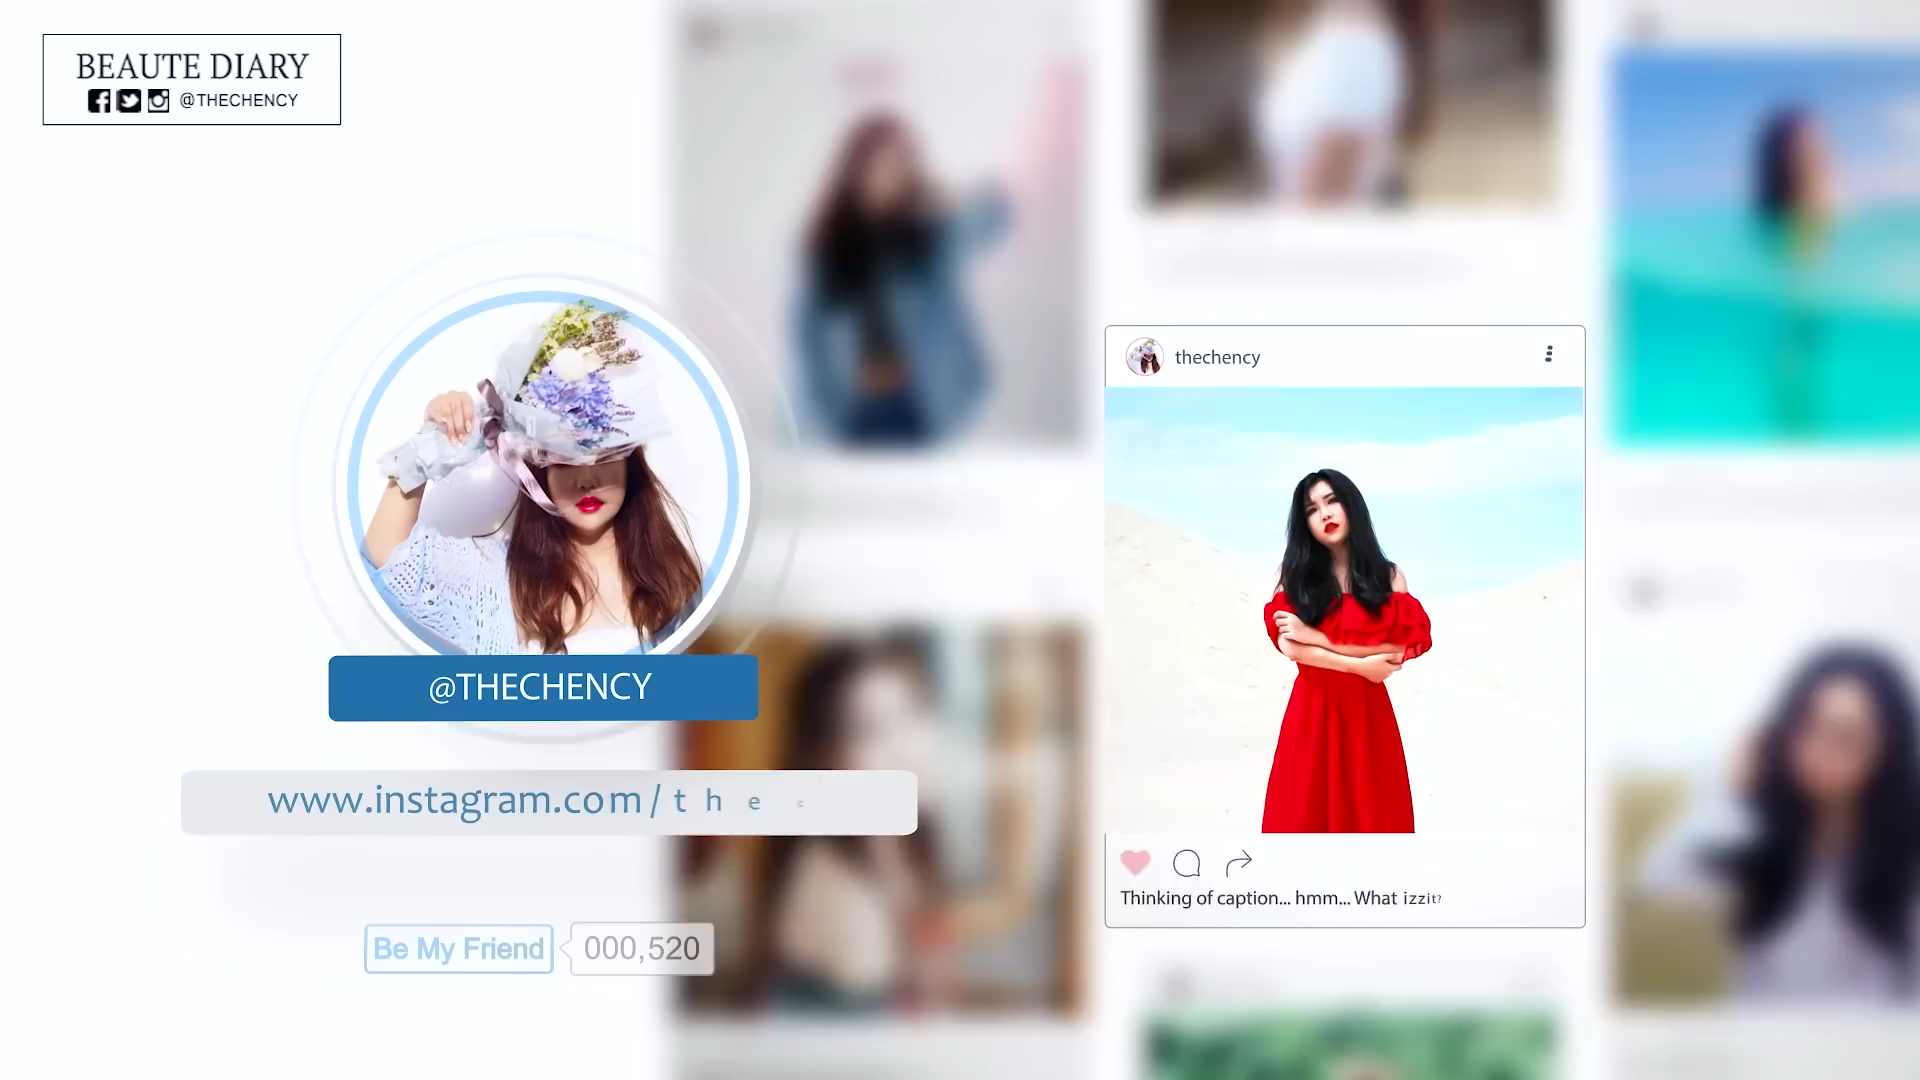 BEAUTE DIARY
@THECHENCY
@THECHENCY
www.instagram.com/the
Be My Friend
000,520
thechency
Thinking of caption... hmm... What izzit?